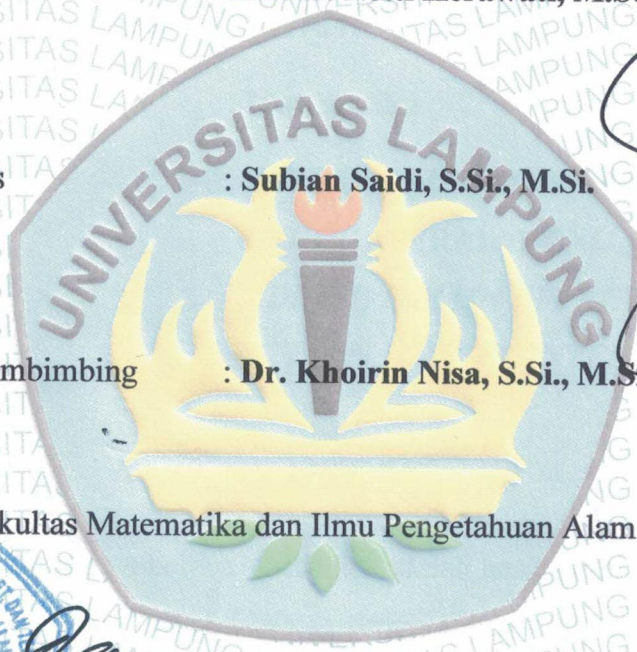 M.S
s : Subian Saidi, S.Si., M.Si.
UNIVERSITAS LAMPUNG
mbimbing : Dr. Khoirin Nisa, S.Si., M.S
kultas Matematika dan Ilmu Pengetahuan Alam